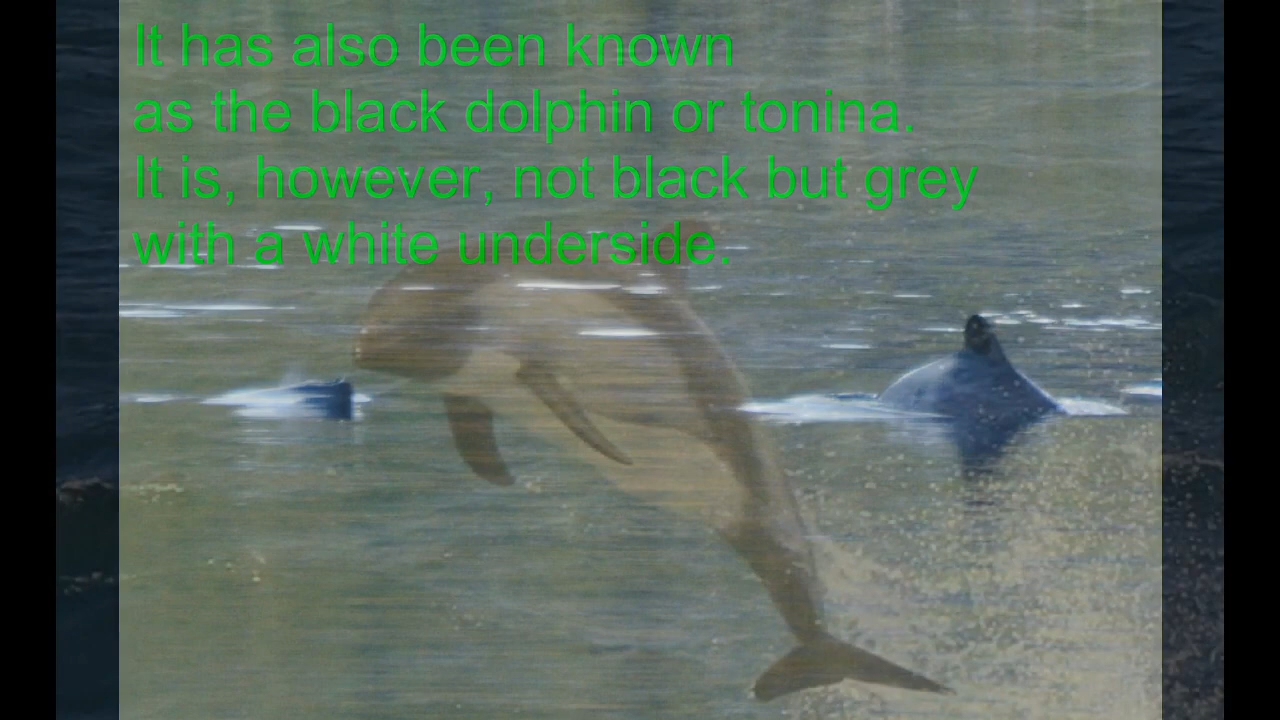 It has also been known
as the black dolphin or tonina.
It is, however, not black but grey
with a white underside.